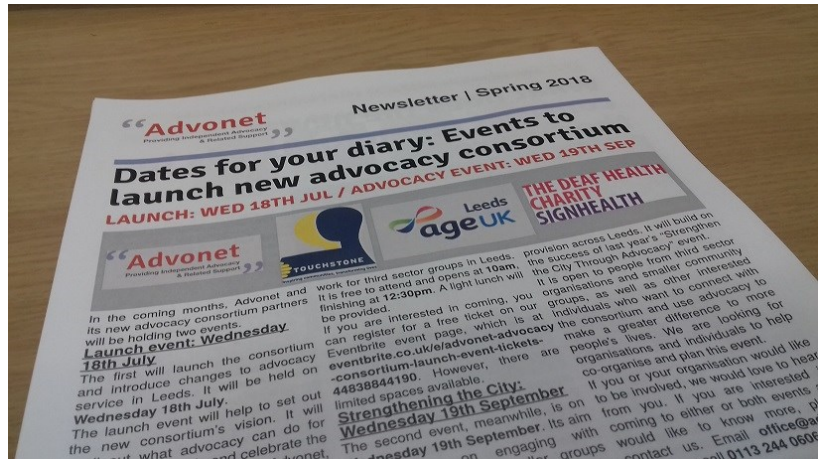 Newsletter | Spring 2018
“Advonet”
Providing Independent Advocacy
& Related Support
Dates for your diary: Events to
launch new advocacy consortium
LAUNCH: WED 18TH JUL / ADVOCACY EVENT: WED 19TH SEP
“Advonet”
Providing Independent Advocacy
& Related Support
TOUCHSTONE
Leeds
ageUK
THE DEAF HEALTH
CHARITY
SIGNHEALTH
In the coming months, Advonet and
its new advocacy consortium partners
will be holding two events.
Launch event: Wednesday
18th July
The first will launch the consortium
and introduce changes to advocacy
service in Leeds. It will be held on
Wednesday 18th July.
The launch event will help to set out
the new consortium's vision. It will
what advocacy can do for
and celebrate the
work for third sector groups in Leeds.
It is free to attend and opens at 10am,
finishing at 12:30pm. A light lunch will
be provided.
If you are interested in coming, you
can register for a free ticket on our
Eventbrite event page, which is at
eventbrite.co.uk/e/advonet-advocacy
-consortium-launch-event-tickets-
44838844190. However, there are
limited spaces available.
Strengthening the City:
Wednesday 19th September
The second event, meanwhile, is on
Wednesday 19th September. Its aim
on engaging with
groups
provision across Leeds. It will build on
the success of last year's “Strengthen
the City Through Advocacy” event.
It is open to people from third sector
organisations and smaller community
groups, as well as other interested
individuals who want to connect with
the consortium and use advocacy to
make a greater difference to more
people's lives. We are looking for
organisations and individuals to help
co-organise and plan this event.
If you or your organisation would like
to be involved, we would love to hear
from you. If you are interested
coming to either or both events
would like to know more,
contact us. Email
call 0113 244 0606